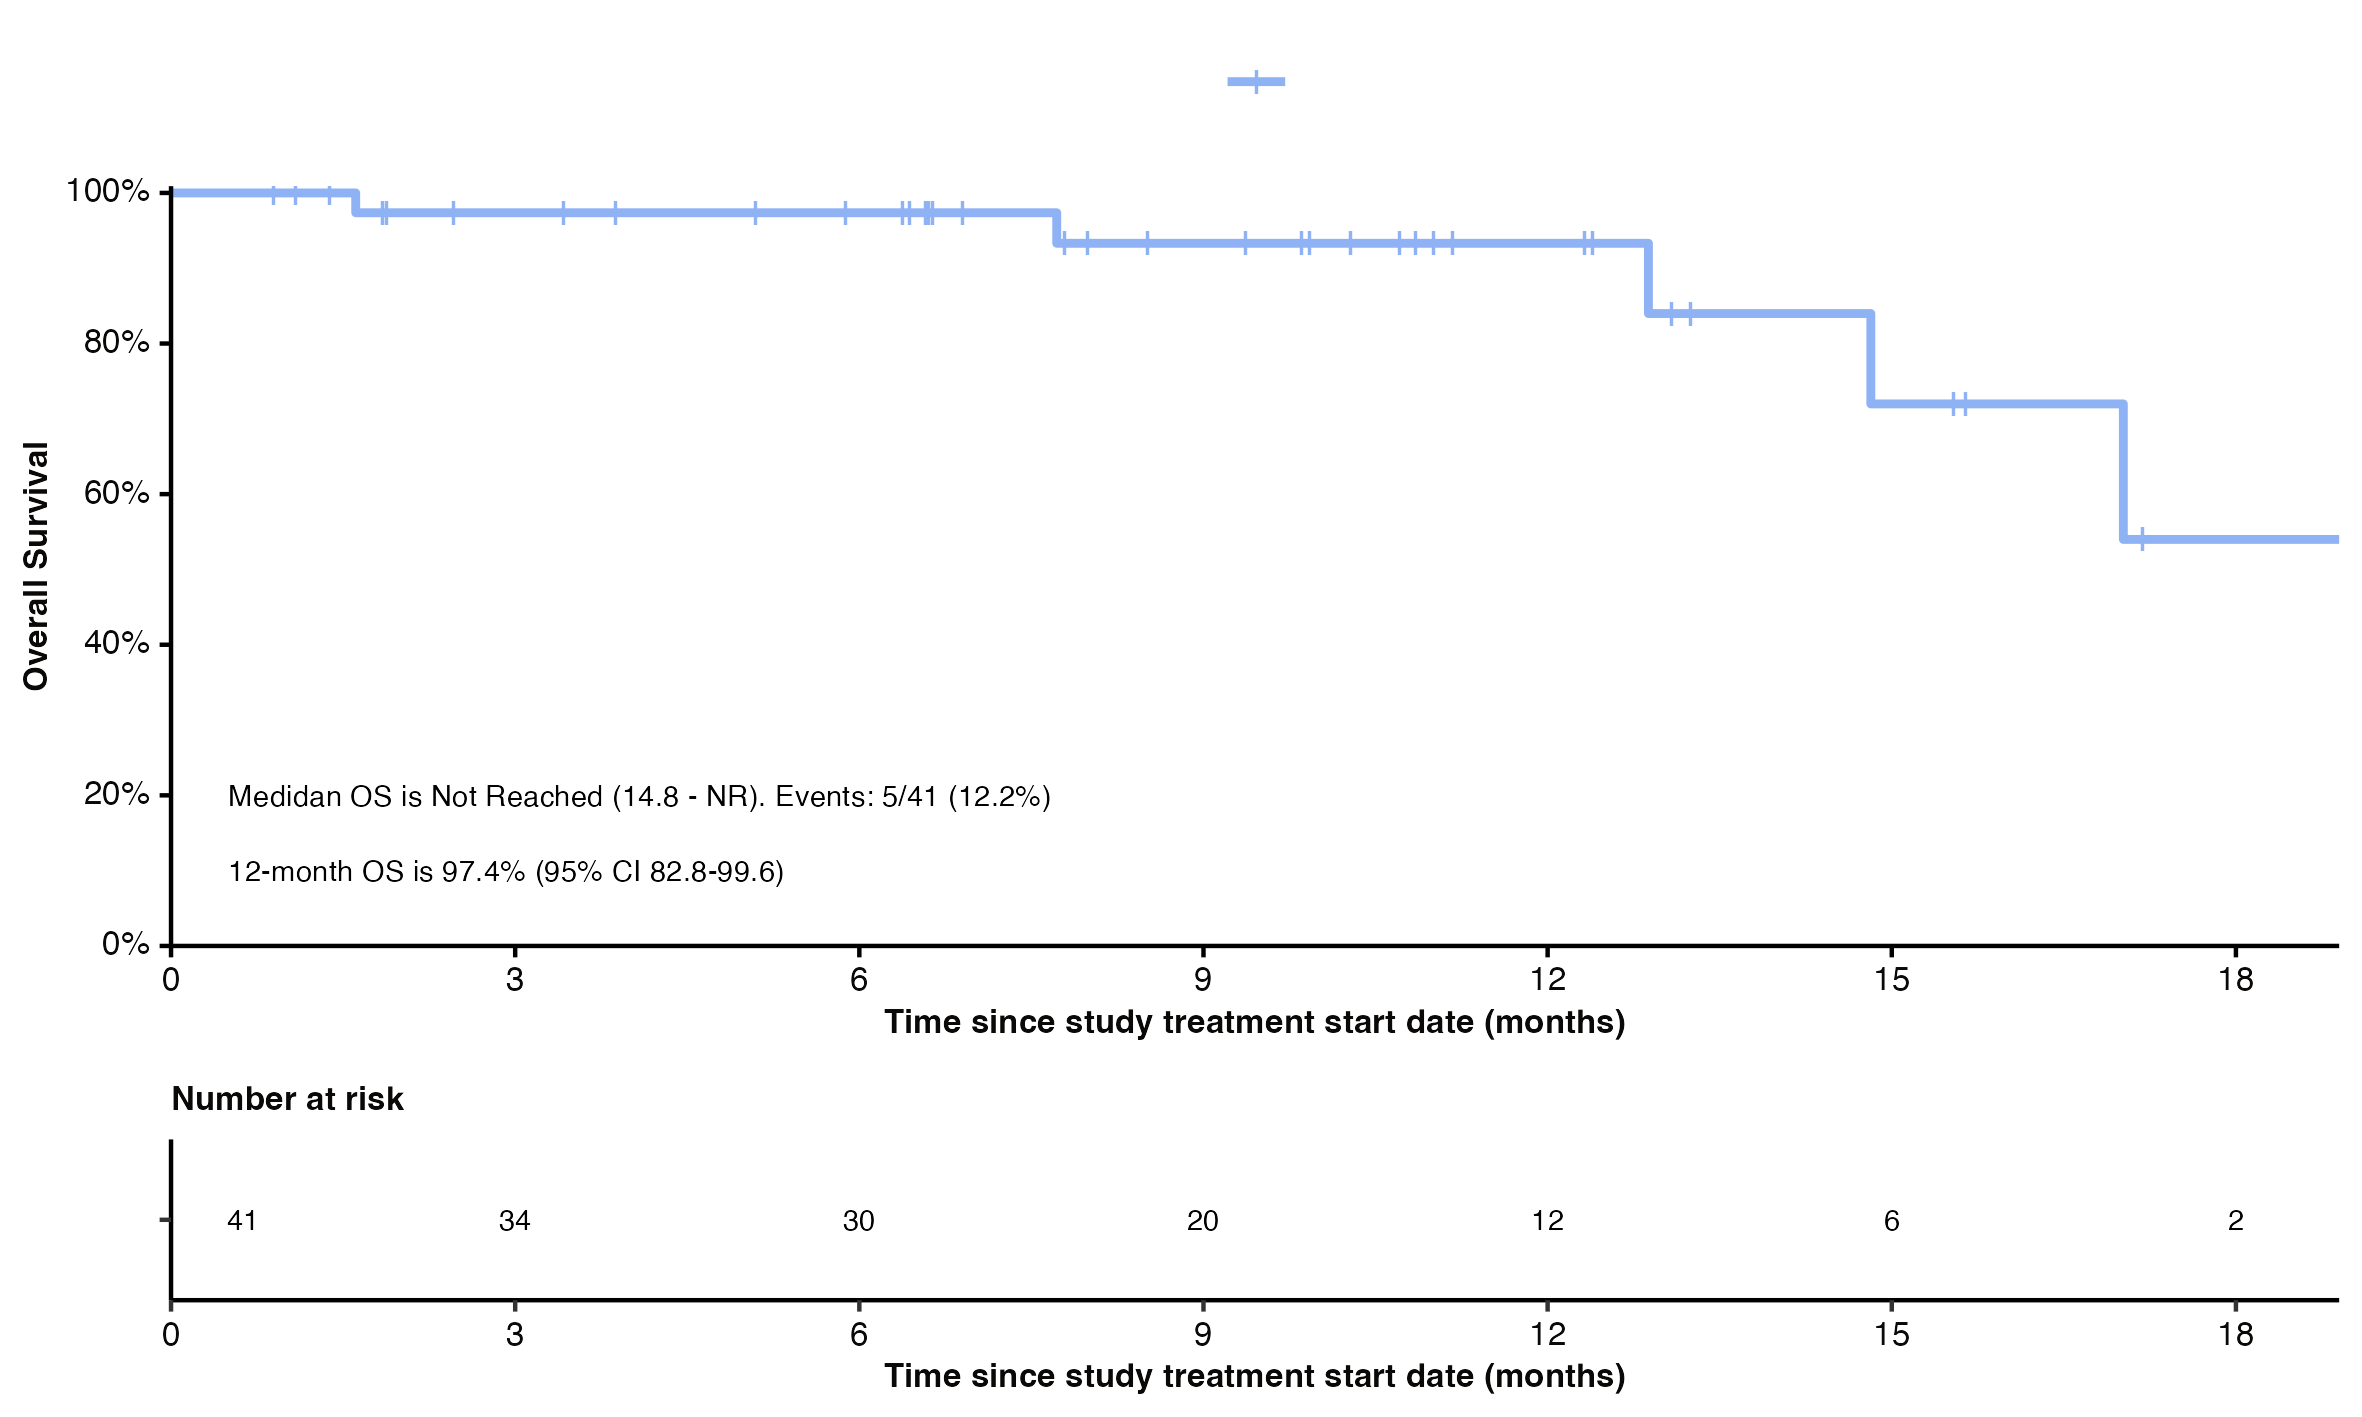 100%
80%
60%
40%
20%
0%
Overall Survival
Medidan OS is Not Reached (14.8 - NR). Events: 5/41 (12.2%)
12-month OS is 97.4% (95% CI 82.8-99.6)
0 3 6 9 12 15 18
Time since study treatment start date (months)
Number at risk
41 34 30 20 12 6 2
0 3 6 9 12 15 18
Time since study treatment start date (months)